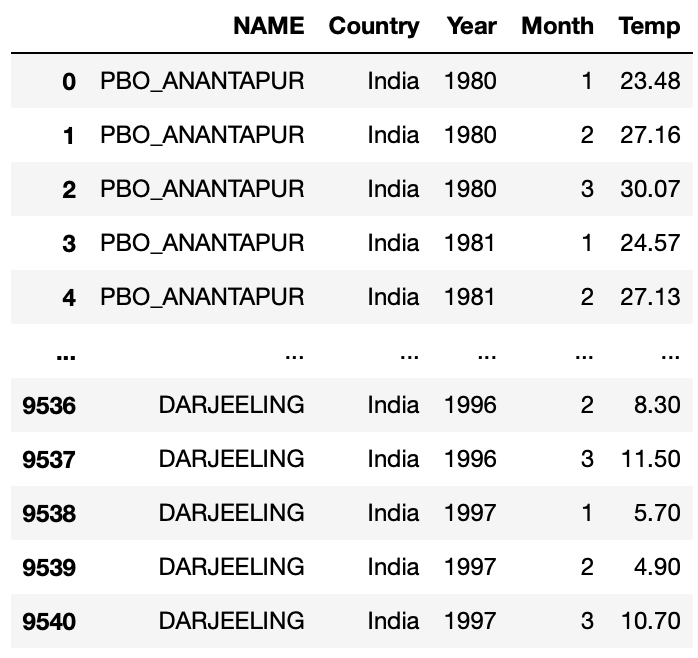 NAME Country Year Month Temp
0 PBO_ANANTAPUR India 1980 1 23.48
1 PBO_ANANTAPUR India 1980 2 27.16
2 PBO_ANANTAPUR India 1980 3 30.07
3 PBO_ANANTAPUR India 1981 1 24.57
4 PBO_ANANTAPUR India 1981 2 27.13
... ... ... ... ... ...
9536 DARJEELING India 1996 2 8.30
9537 DARJEELING India 1996 3 11.50
9538 DARJEELING India 1997 1 5.70
9539 DARJEELING India 1997 2 4.90
9540 DARJEELING India 1997 3 10.70